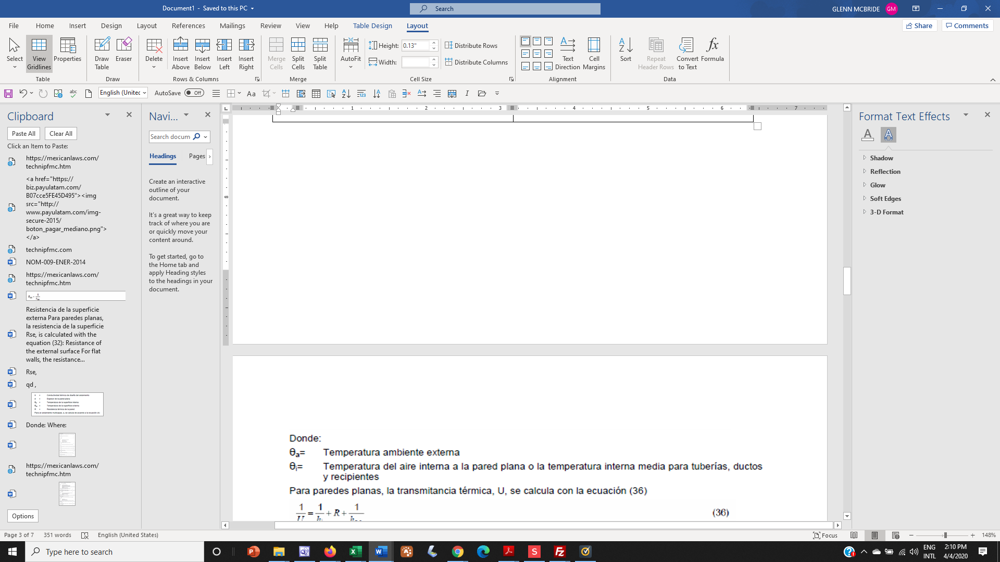 Document1 - Saved to this PC
Search
GLENN MCBRIDE
GM
File Home Insert Design Layout References Mailings Review View Help Table Design Layout
Share
Comments
Select
View Gridlines
Properties
Table
Draw Table
Eraser
Draw
Delete
Insert Above
Insert Below
Insert Left
Insert Right
Rows & Columns
Merge Cells
Split Cells
Split Table
Merge
AutoFit
Height: 0.13"
Width:
Distribute Rows
Distribute Columns
Cell Size
Text Direction
Cell Margins
Alignment
Sort
Repeat Header Rows
Convert to Text
Formula
Data
English (Unitec
AutoSave Off
Clipboard
Paste All
Clear All
Click an Item to Paste:
https://mexicanlaws.com/
technipfmc.htm
<a href="https://
biz.payulatam.com/
B07cce5FE45D495"><img
src="http://
www.payulatam.com/img-
secure-2015/
boton_pagar_mediano.png">
</a>
technipfmc.com
NOM-009-ENER-2014
https://mexicanlaws.com/
technipfmc.htm
Resistencia de la superficie
externa Para paredes planas,
la resistencia de la superficie
Rse, is calculated with the
equation (32): Resistance of
the external surface For flat
walls, the resistance...
Rse,
qd ,
Donde: Where:
https://mexicanlaws.com/
technipfmc.htm
Options
Navi...
Search docum
Headings
Pages
Create an interactive
outline of your
document.
It's a great way to keep
track of where you are
or quickly move your
content around.
To get started, go to
the Home tab and
apply Heading styles
to the headings in your
document.
1 2 3 4 5 6 7
8
Donde:
θa= Temperatura ambiente externa
θi= Temperatura del aire interna a la pared plana o la temperatura interna media para tuberías, ductos
y recipientes
Para paredes planas, la transmitancia térmica, U, se calcula con la ecuación (36)
1/U = 1/hi + R + 1/h (36)
Format Text Effects
Shadow
Reflection
Glow
Soft Edges
3-D Format
Page 3 of 7 351 words English (United States)
Focus
148%
Type here to search
ENG
INTL
2:10 PM
4/4/2020